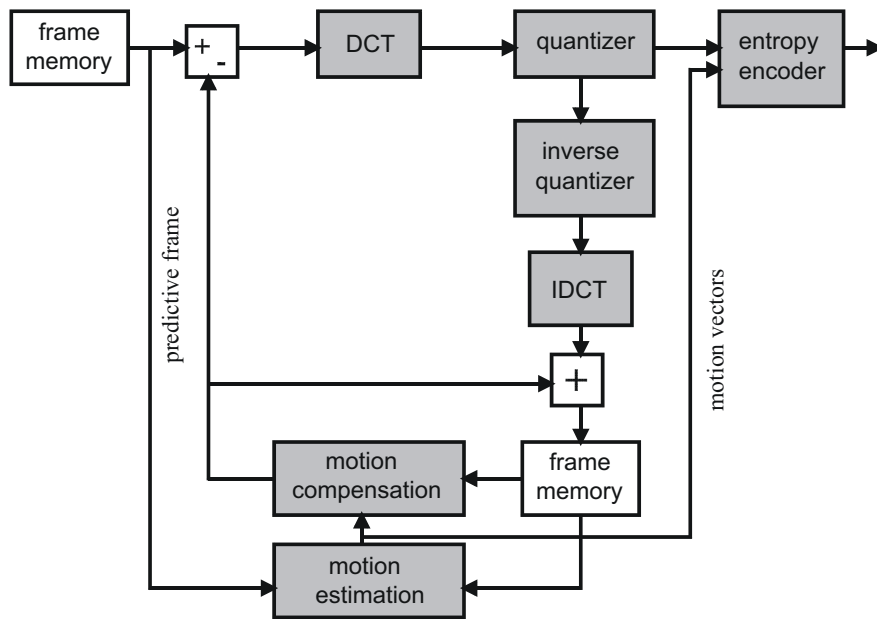 frame
memory
+
-
DCT
quantizer
entropy
encoder
inverse
quantizer
IDCT
predictive frame
motion vectors
+
motion
compensation
frame
memory
motion
estimation